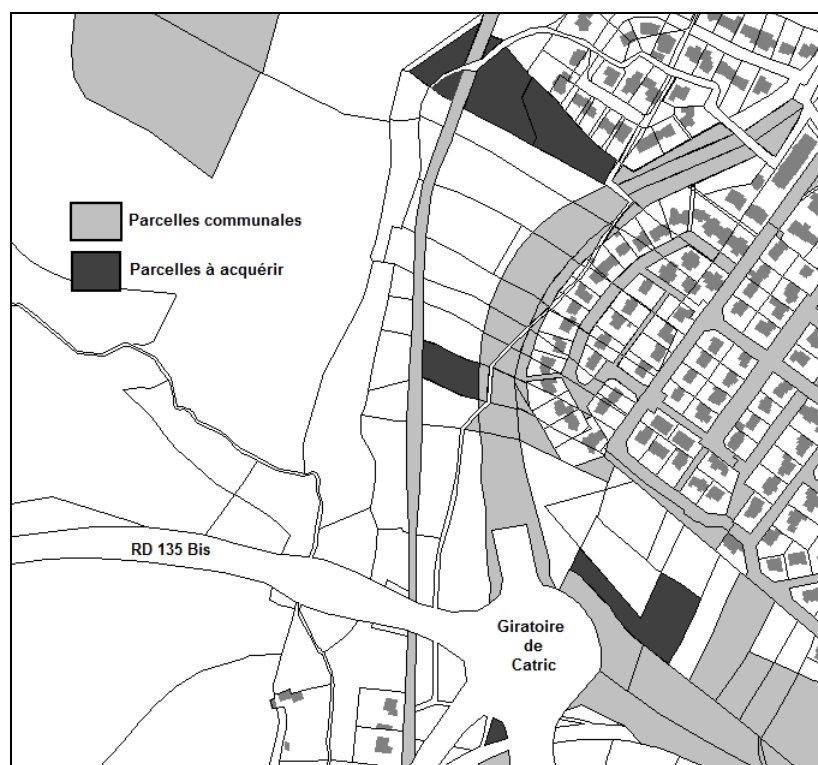 Parcelles communales
Parcelles à acquérir
RD 135 Bis
Giratoire
de
Catric